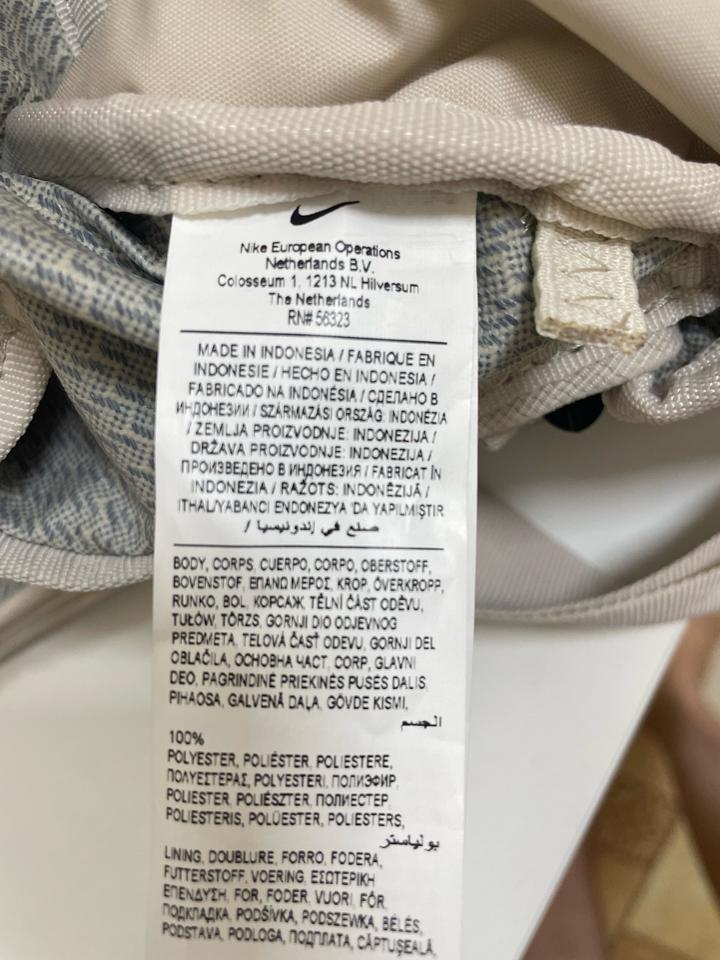 Nike European Operations
Netherlands B.V.
Colosseum 1, 1213 NL Hilversum
The Netherlands
RN# 56323
MADE IN INDONESIA / FABRIQUE EN
INDONESIE / HECHO EN INDONESIA /
FABRICADO NA INDONÉSIA / СДЕЛАНО В
ИНДОНЕЗИИ / SZÁRMAZÁSI ORSZÁG: INDONÉZIA
/ ZEMLJA PROIZVODNJE: INDONEZIJA /
DRŽAVA PROIZVODNJE: INDONEZIJA /
ПРОИЗВЕДЕНО В ИНДОНЕЗИЯ / FABRICAT ÎN
INDONEZIA / RAŽOTS: INDONĒZIJĀ /
ITHAL/YABANCI ENDONEZYA 'DA YAPILMIŞTIR
/ صنع في إندونيسيا
BODY, CORPS, CUERPO, CORPO, OBERSTOFF,
BOVENSTOF, ΕΠΑΝΩ ΜΕΡΟΣ, KROP, ÖVERKROPP,
RUNKO, BOL, КОРСАЖ, TĚLNÍ ČÁST ODĚVU,
TUŁÓW, TÖRZS, GORNJI DIO ODJEVNOG
PREDMETA, TELOVÁ ČASŤ ODEVU, GORNJI DEL
OBLAČILA, ОСНОВНА ЧАСТ, CORP, GLAVNI
DEO, PAGRINDINĖ PRIEKINĖS PUSĖS DALIS,
PIHAOSA, GALVENĀ DAĻA, GÖVDE KISMI,
الجسم
100%
POLYESTER, POLIÉSTER, POLIESTERE,
ΠΟΛΥΕΣΤΕΡΑΣ, POLYESTERI, ПОЛИЭФИР,
POLIESTER, POLIÉSZTER, ПОЛИЕСТЕР,
POLIESTERIS, POLÜESTER, POLIESTERS,
بوليستر
LINING, DOUBLURE, FORRO, FODERA,
FUTTERSTOFF, VOERING, ΕΣΩΤΕΡΙΚΗ
ΕΠΕΝΔΥΣΗ, FOR, FODER, VUORI, FÓR,
ПОДКЛАДКА, PODŠÍVKA, PODSZEWKA, BÉLÉS,
PODSTAVA, PODLOGA, ПОДПЛАТА, CĂPTUŞEALĂ,